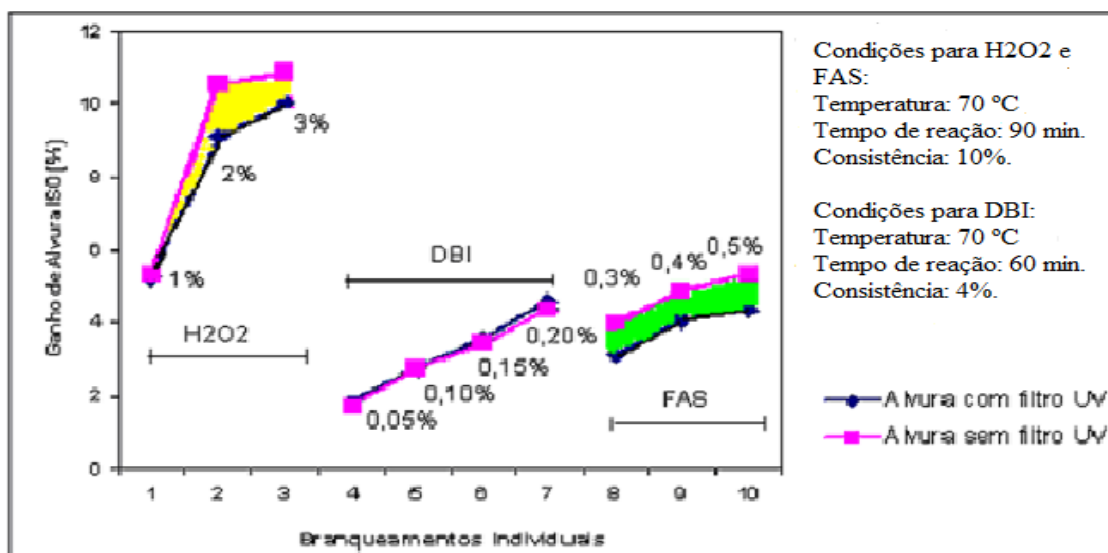 12
10
8
6
4
2
0
Ganho de Alvura ISO [%]
1%
2%
3%
H2O2
DBI
0,05%
0,10%
0,15%
0,20%
0,3%
0,4%
0,5%
FAS
1 2 3 4 5 6 7 8 9 10
Branqueamentos Individuais
Condições para H2O2 e
FAS:
Temperatura: 70 ºC
Tempo de reação: 90 min.
Consistência: 10%.
Condições para DBI:
Temperatura: 70 ºC
Tempo de reação: 60 min.
Consistência: 4%.
Alvura com filtro UV
Alvura sem filtro UV